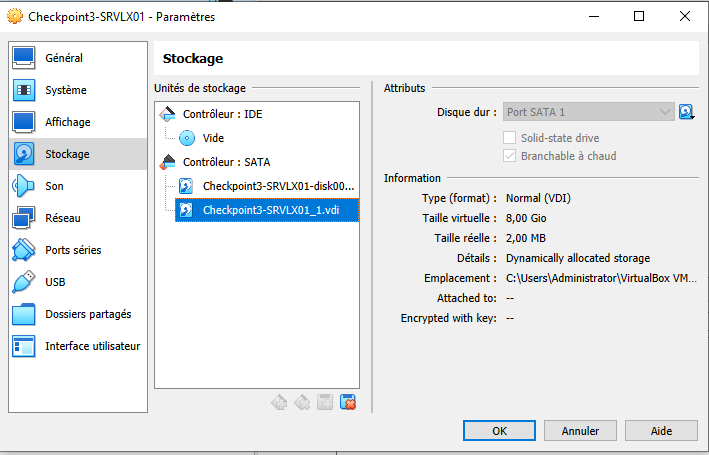 Checkpoint3-SRVLX01 - Paramètres
Général
Système
Affichage
Stockage
Son
Réseau
Ports séries
USB
Dossiers partagés
Interface utilisateur
Stockage
Unités de stockage
Contrôleur : IDE
Vide
Contrôleur : SATA
Checkpoint3-SRVLX01-disk00...
Checkpoint3-SRVLX01_1.vdi
Attributs
Disque dur : Port SATA 1
Solid-state drive
Branchable à chaud
Information
Type (format) : Normal (VDI)
Taille virtuelle : 8,00 Gio
Taille réelle : 2,00 MB
Détails : Dynamically allocated storage
Emplacement : C:\Users\Administrator\VirtualBox VM...
Attached to: --
Encrypted with key: --
OK
Annuler
Aide